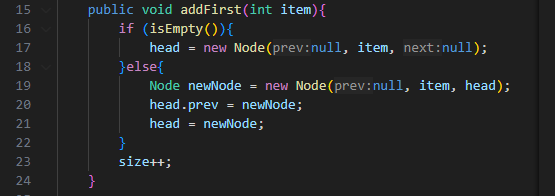 15 public void addFirst(int item){
16 if (isEmpty()){
17 head = new Node(prev:null, item, next:null);
18 }else{
19 Node newNode = new Node(prev:null, item, head);
20 head.prev = newNode;
21 head = newNode;
22 }
23 size++;
24 }